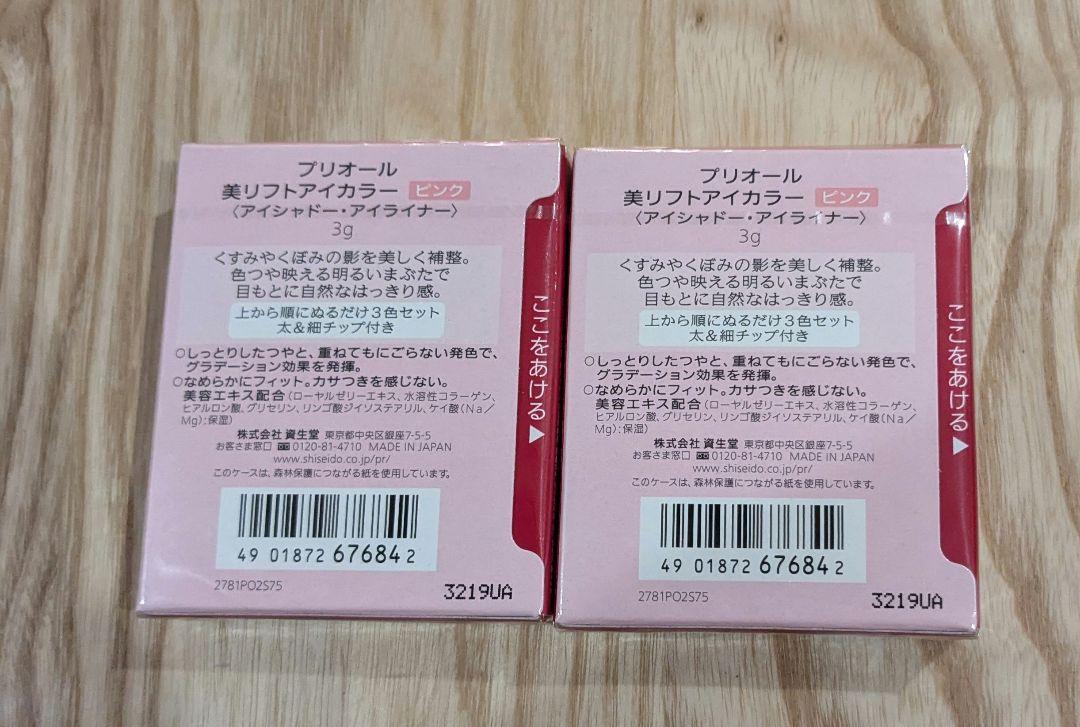 プリオール
美リフトアイカラー ピンク
〈アイシャドー・アイライナー〉
3g
くすみやくぼみの影を美しく補整。
色つや映える明るいまぶたで
目もとに自然なはっきり感。
上から順にぬるだけ3色セット
太&細チップ付き
○しっとりしたつやと、重ねてもにごらない発色で、
グラデーション効果を発揮。
○なめらかにフィット。カサつきを感じない。
美容エキス配合(ローヤルゼリーエキス、水溶性コラーゲン、
ヒアルロン酸、グリセリン、リンゴ酸ジイソステアリル、ケイ酸(Na/
Mg):保湿)
株式会社 資生堂 東京都中央区銀座7-5-5
お客さま窓口 0120-81-4710 MADE IN JAPAN
www.shiseido.co.jp/pr/
このケースは、森林保護につながる紙を使用しています。
4901872676842
2781PO2S75
3219UA
ここをあける▶
プリオール
美リフトアイカラー ピンク
〈アイシャドー・アイライナー〉
3g
くすみやくぼみの影を美しく補整。
色つや映える明るいまぶたで
目もとに自然なはっきり感。
上から順にぬるだけ3色セット
太&細チップ付き
○しっとりしたつやと、重ねてもにごらない発色で、
グラデーション効果を発揮。
○なめらかにフィット。カサつきを感じない。
美容エキス配合(ローヤルゼリーエキス、水溶性コラーゲン、
ヒアルロン酸、グリセリン、リンゴ酸ジイソステアリル、ケイ酸(Na/
Mg):保湿)
株式会社 資生堂 東京都中央区銀座7-5-5
お客さま窓口 0120-81-4710 MADE IN JAPAN
www.shiseido.co.jp/pr/
このケースは、森林保護につながる紙を使用しています。
4901872676842
2781PO2S75
3219UA
ここをあける▶